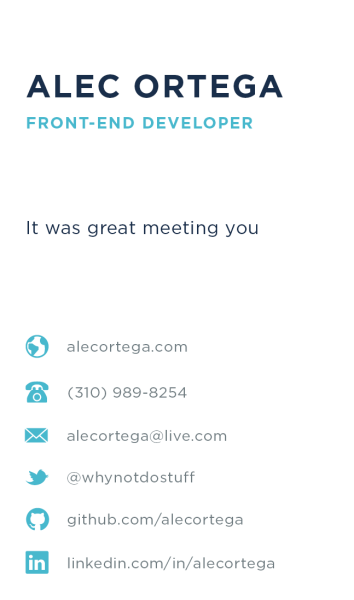 ALEC ORTEGA
FRONT-END DEVELOPER
It was great meeting you
alecortega.com
(310) 989-8254
alecortega@live.com
@whynotdostuff
github.com/alecortega
in linkedin.com/in/alecortega